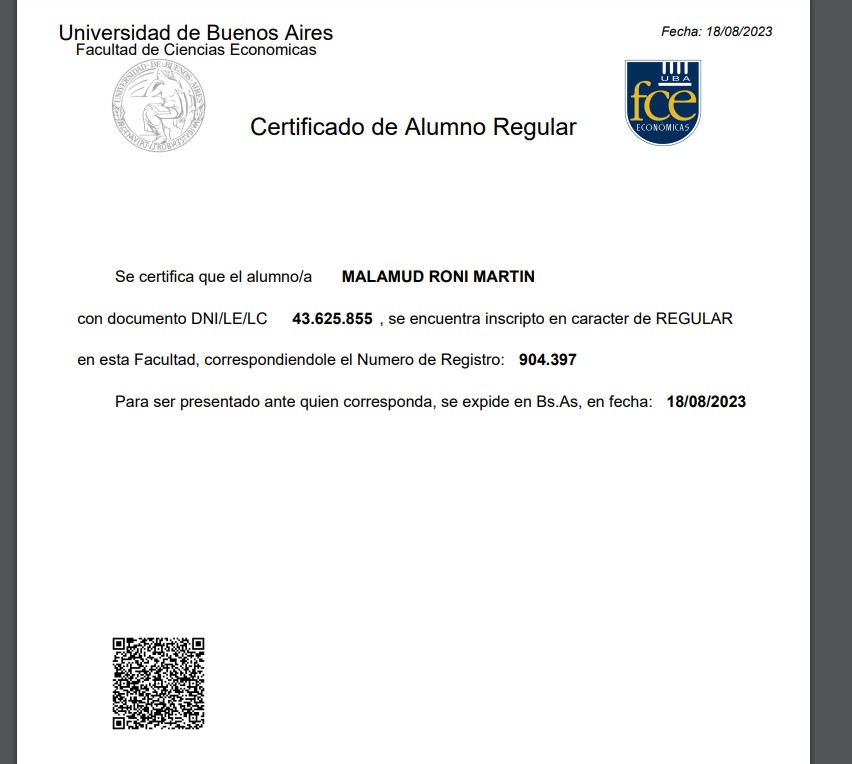 Universidad de Buenos Aires
Facultad de Ciencias Economicas
Fecha: 18/08/2023
UNIVERSIDAD·DE·BUENOS·AIRES
UBA
fce
ECONOMICAS
Certificado de Alumno Regular
Se certifica que el alumno/a MALAMUD RONI MARTIN
con documento DNI/LE/LC 43.625.855 , se encuentra inscripto en caracter de REGULAR
en esta Facultad, correspondiendole el Numero de Registro: 904.397
Para ser presentado ante quien corresponda, se expide en Bs.As, en fecha: 18/08/2023